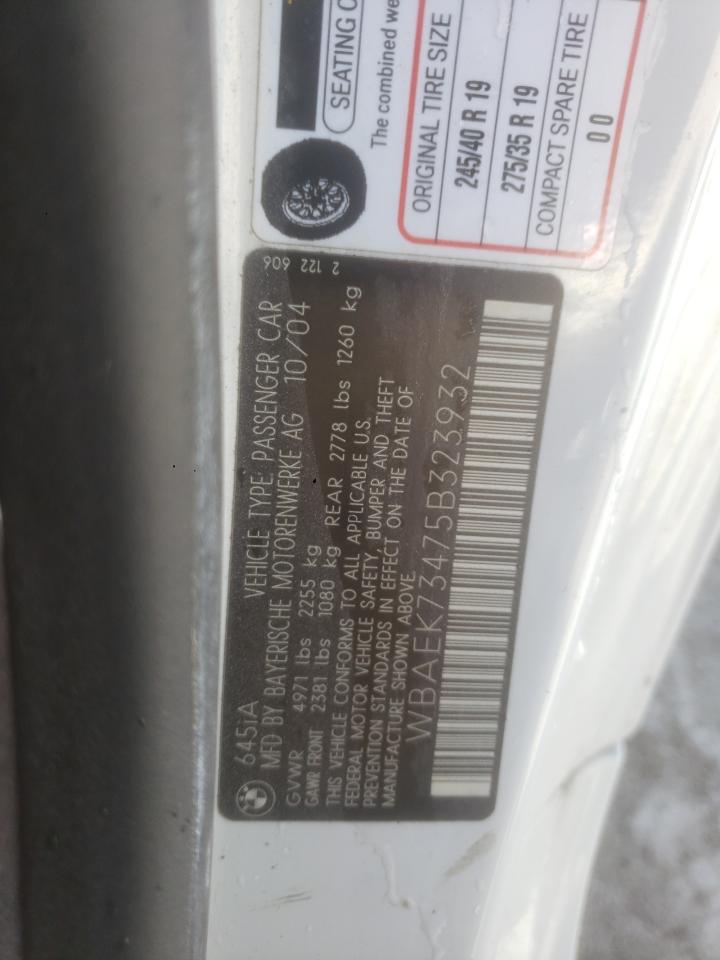 SEATING C
The combined we
ORIGINAL TIRE SIZE
245/40 R 19
275/35 R 19
COMPACT SPARE TIRE
0 0
2 122 606
645iA VEHICLE TYPE, PASSENGER CAR
MFD BY BAYERISCHE MOTORENWERKE AG 10/04
GVWR 4971 lbs 2255 kg
GAWR FRONT 2381 lbs 1080 kg REAR 2778 lbs 1260 kg
THIS VEHICLE CONFORMS TO ALL APPLICABLE U.S.
FEDERAL MOTOR VEHICLE SAFETY, BUMPER AND THEFT
PREVENTION STANDARDS IN EFFECT ON THE DATE OF
MANUFACTURE SHOWN ABOVE
WBAEK73475B323932